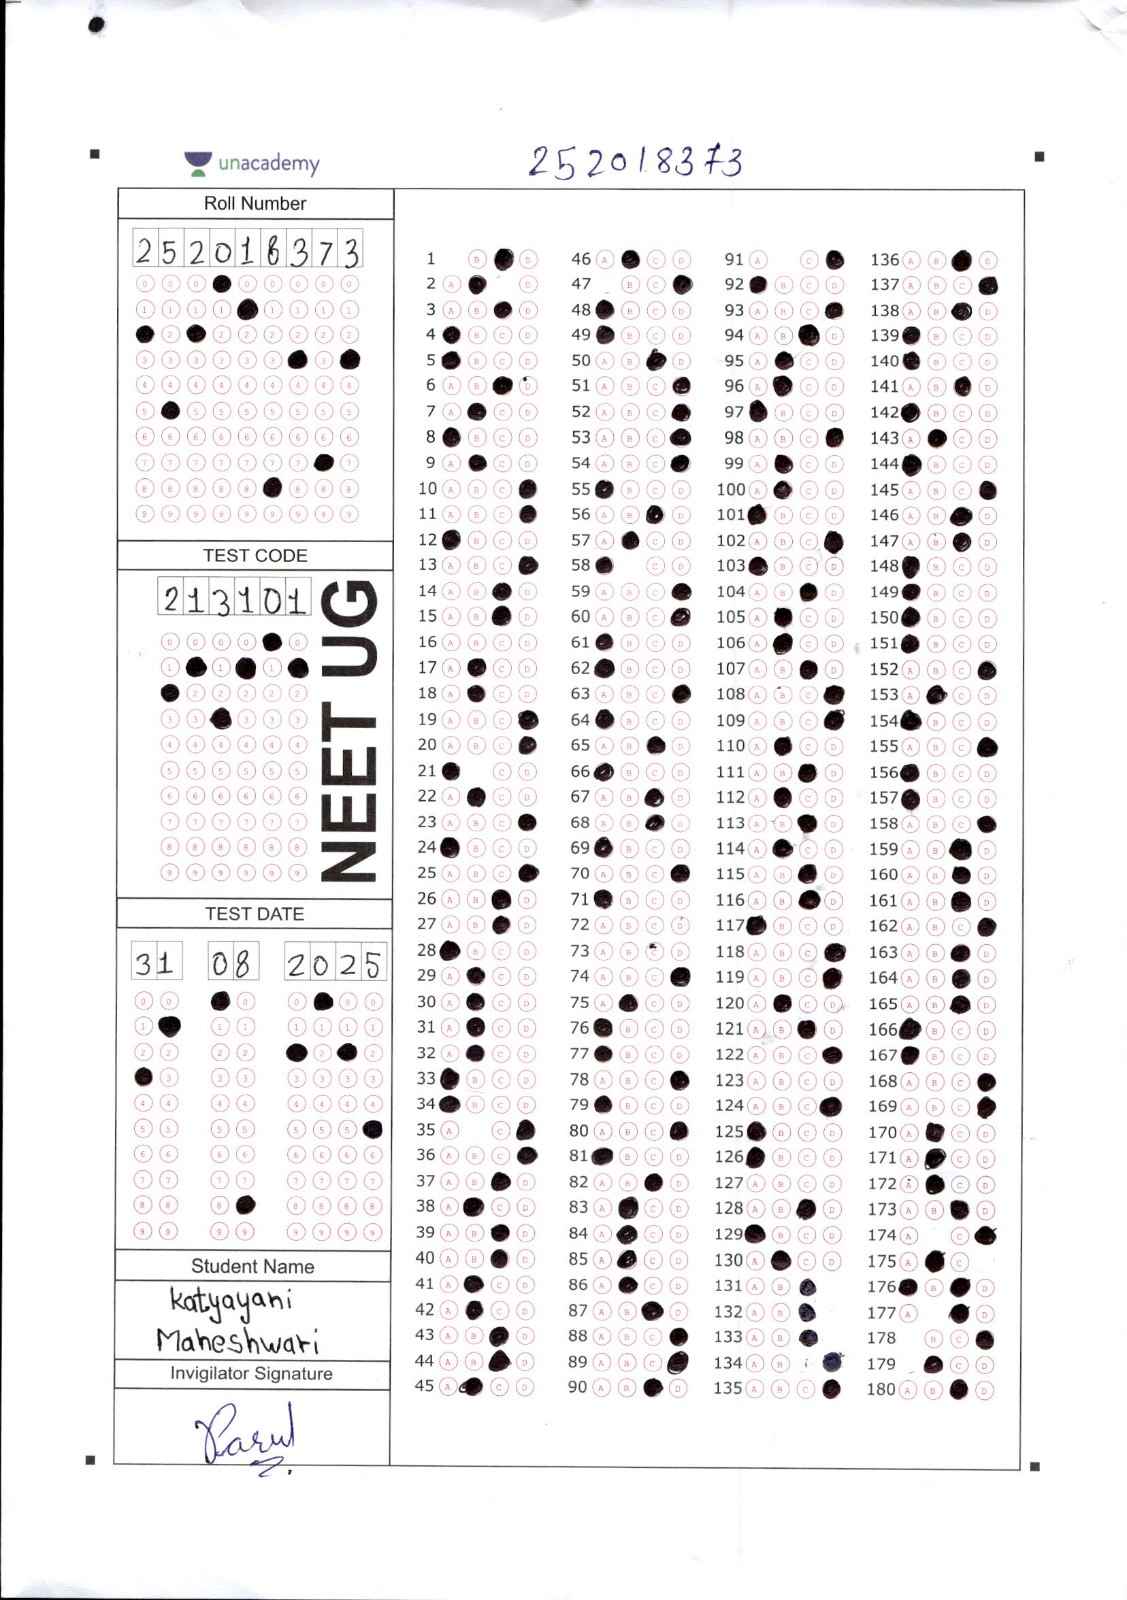 unacademy
252018373
Roll Number
252018373
TEST CODE
213101
NEET UG
TEST DATE
31 08 2025
Student Name
Katyayani
Maheshwari
Invigilator Signature
Parul
1 46 91 136
2 47 92 137
3 48 93 138
4 49 94 139
5 50 95 140
6 51 96 141
7 52 97 142
8 53 98 143
9 54 99 144
10 55 100 145
11 56 101 146
12 57 102 147
13 58 103 148
14 59 104 149
15 60 105 150
16 61 106 151
17 62 107 152
18 63 108 153
19 64 109 154
20 65 110 155
21 66 111 156
22 67 112 157
23 68 113 158
24 69 114 159
25 70 115 160
26 71 116 161
27 72 117 162
28 73 118 163
29 74 119 164
30 75 120 165
31 76 121 166
32 77 122 167
33 78 123 168
34 79 124 169
35 80 125 170
36 81 126 171
37 82 127 172
38 83 128 173
39 84 129 174
40 85 130 175
41 86 131 176
42 87 132 177
43 88 133 178
44 89 134 179
45 90 135 180